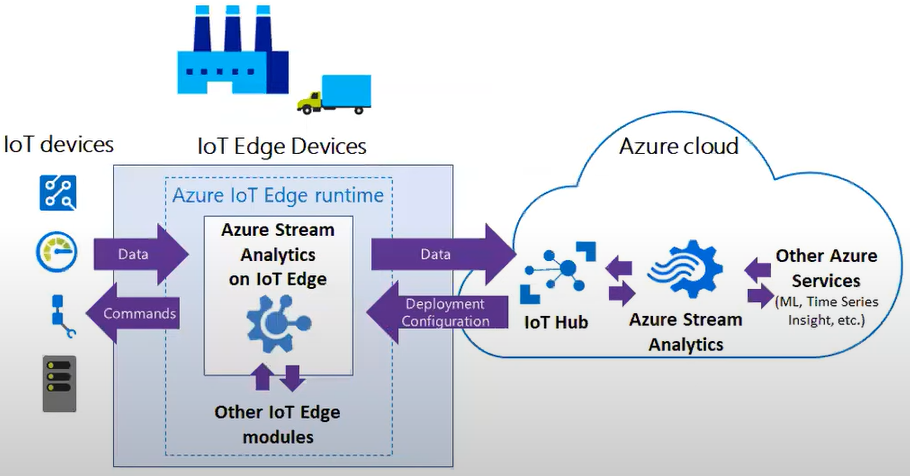 IoT devices
IoT Edge Devices
Azure cloud
Azure IoT Edge runtime
Azure Stream
Analytics
on IoT Edge
Data
Commands
Data
Deployment
Configuration
Other IoT Edge
modules
IoT Hub
Azure Stream
Analytics
Other Azure
Services
(ML, Time Series
Insight, etc.)